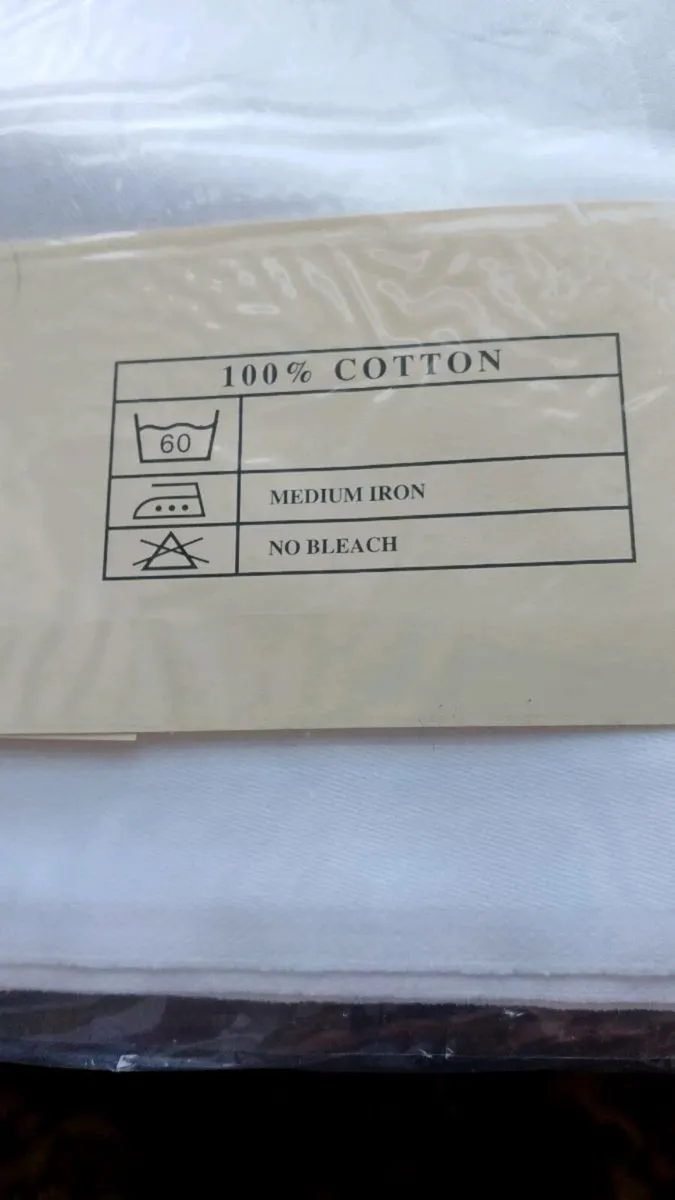 100% COTTON
60
MEDIUM IRON
NO BLEACH